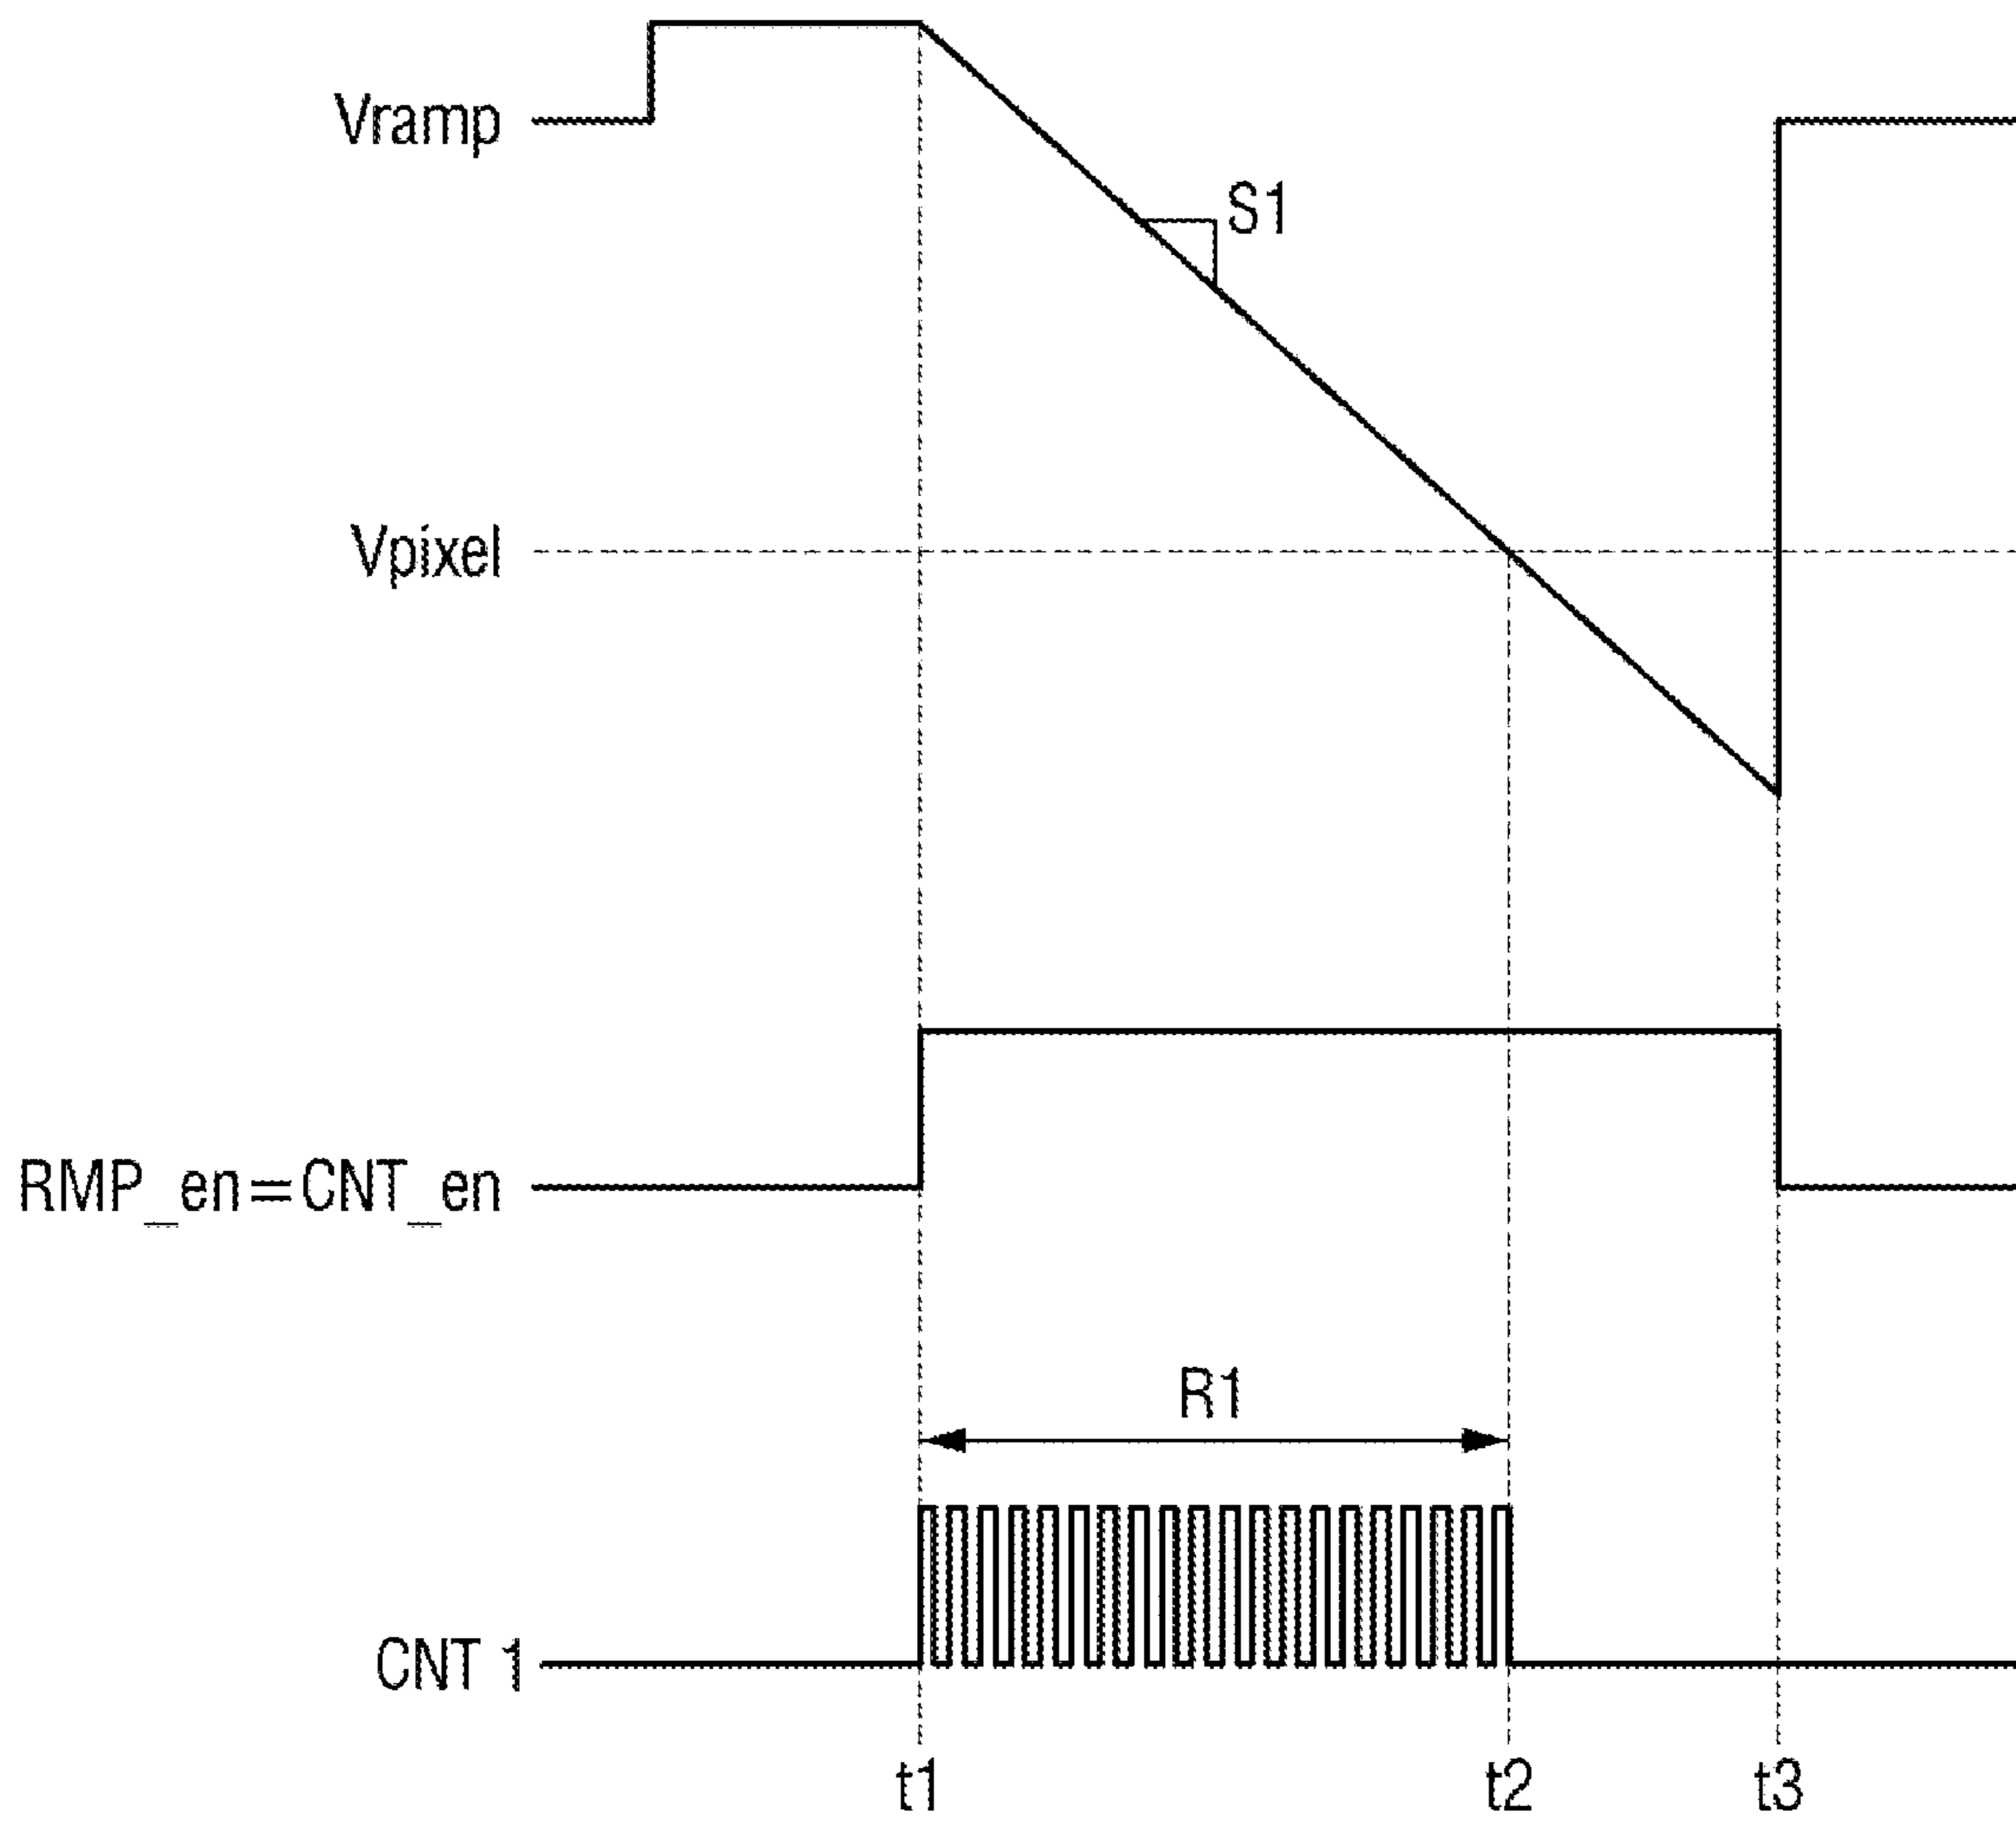 Vramp
S1
Vpixel
RMP_en=CNT_en
R1
CNT 1
t1 t2 t3